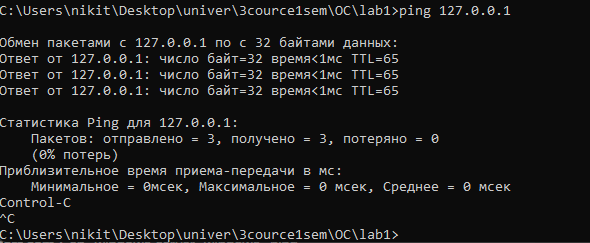 C:\Users\nikit\Desktop\univer\3cource1sem\OC\lab1>ping 127.0.0.1
Обмен пакетами с 127.0.0.1 по с 32 байтами данных:
Ответ от 127.0.0.1: число байт=32 время<1мс TTL=65
Ответ от 127.0.0.1: число байт=32 время<1мс TTL=65
Ответ от 127.0.0.1: число байт=32 время<1мс TTL=65
Статистика Ping для 127.0.0.1:
Пакетов: отправлено = 3, получено = 3, потеряно = 0
(0% потерь)
Приблизительное время приема-передачи в мс:
Минимальное = 0мсек, Максимальное = 0 мсек, Среднее = 0 мсек
Control-C
^C
C:\Users\nikit\Desktop\univer\3cource1sem\OC\lab1>